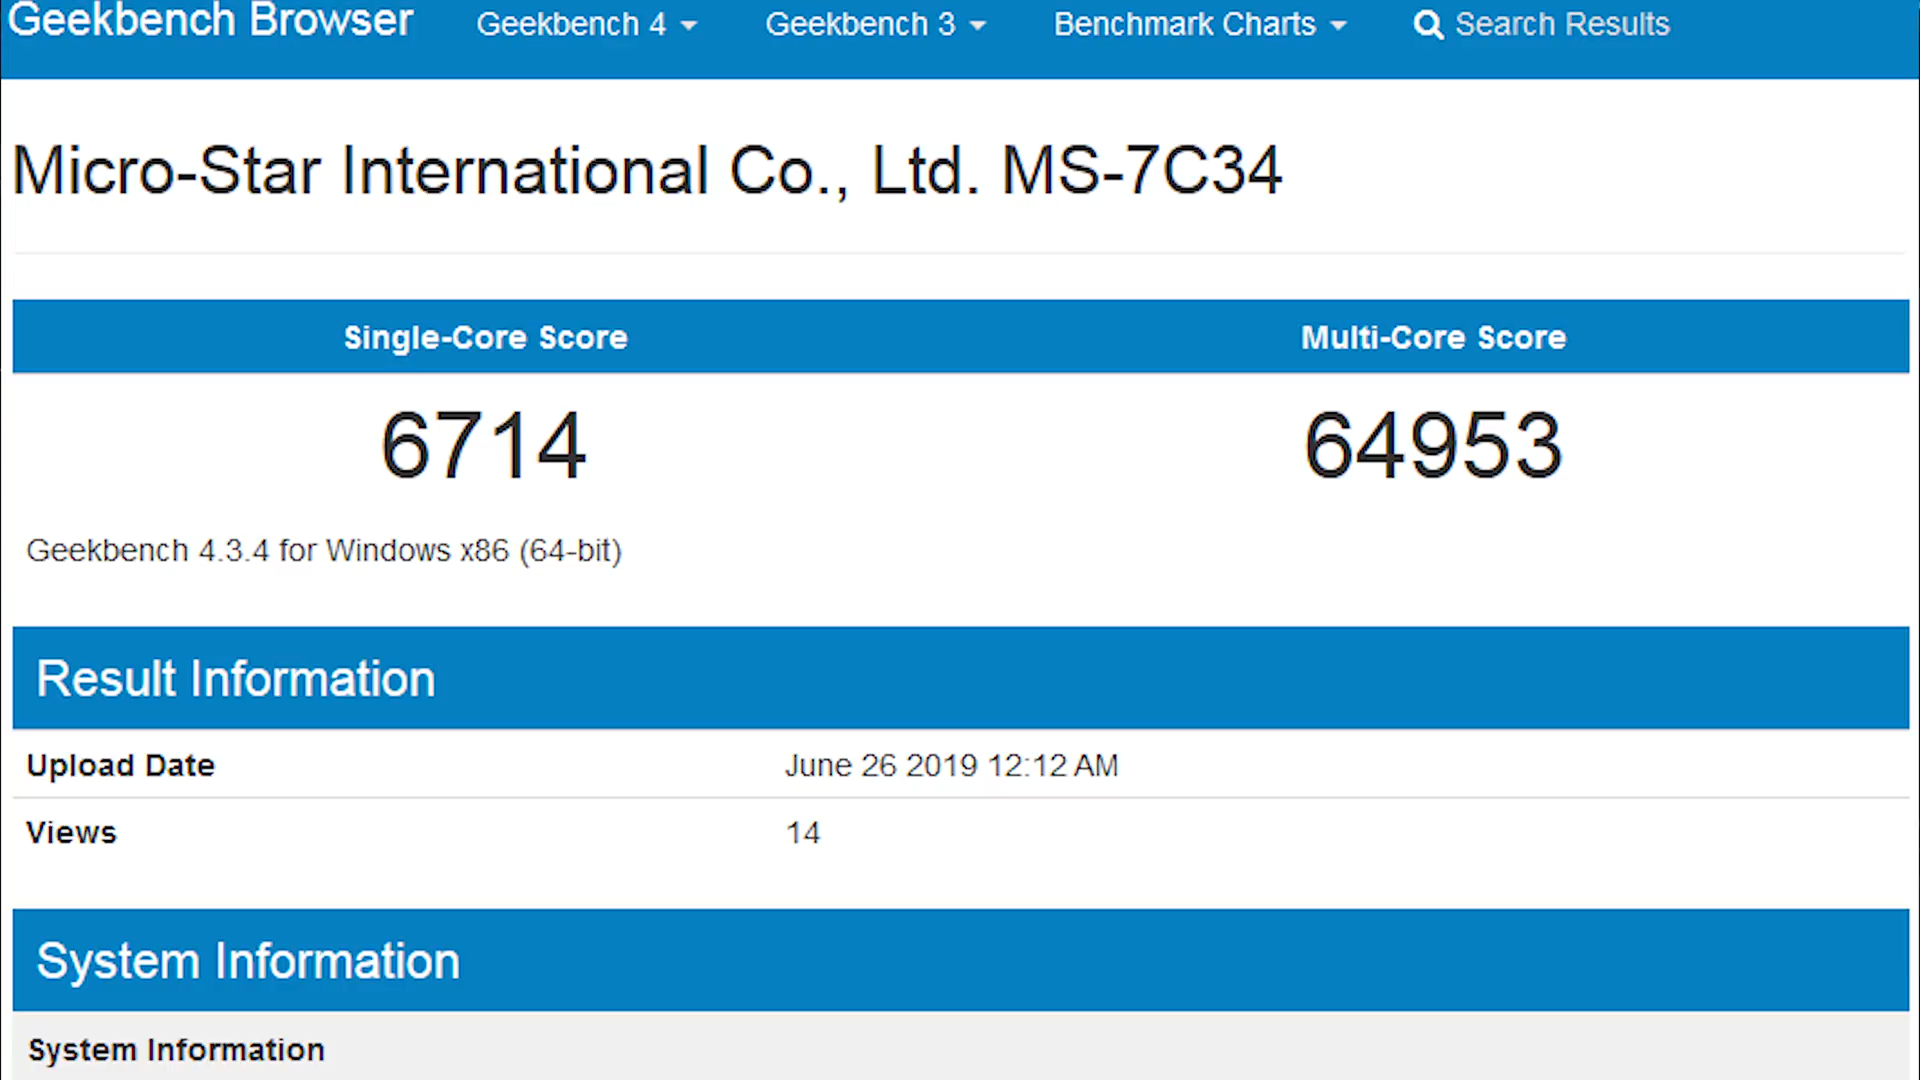 Geekbench Browser Geekbench 4 Geekbench 3 Benchmark Charts Search Results
Micro-Star International Co., Ltd. MS-7C34
Single-Core Score Multi-Core Score
6714 64953
Geekbench 4.3.4 for Windows x86 (64-bit)
Result Information
Upload Date June 26 2019 12:12 AM
Views 14
System Information
System Information